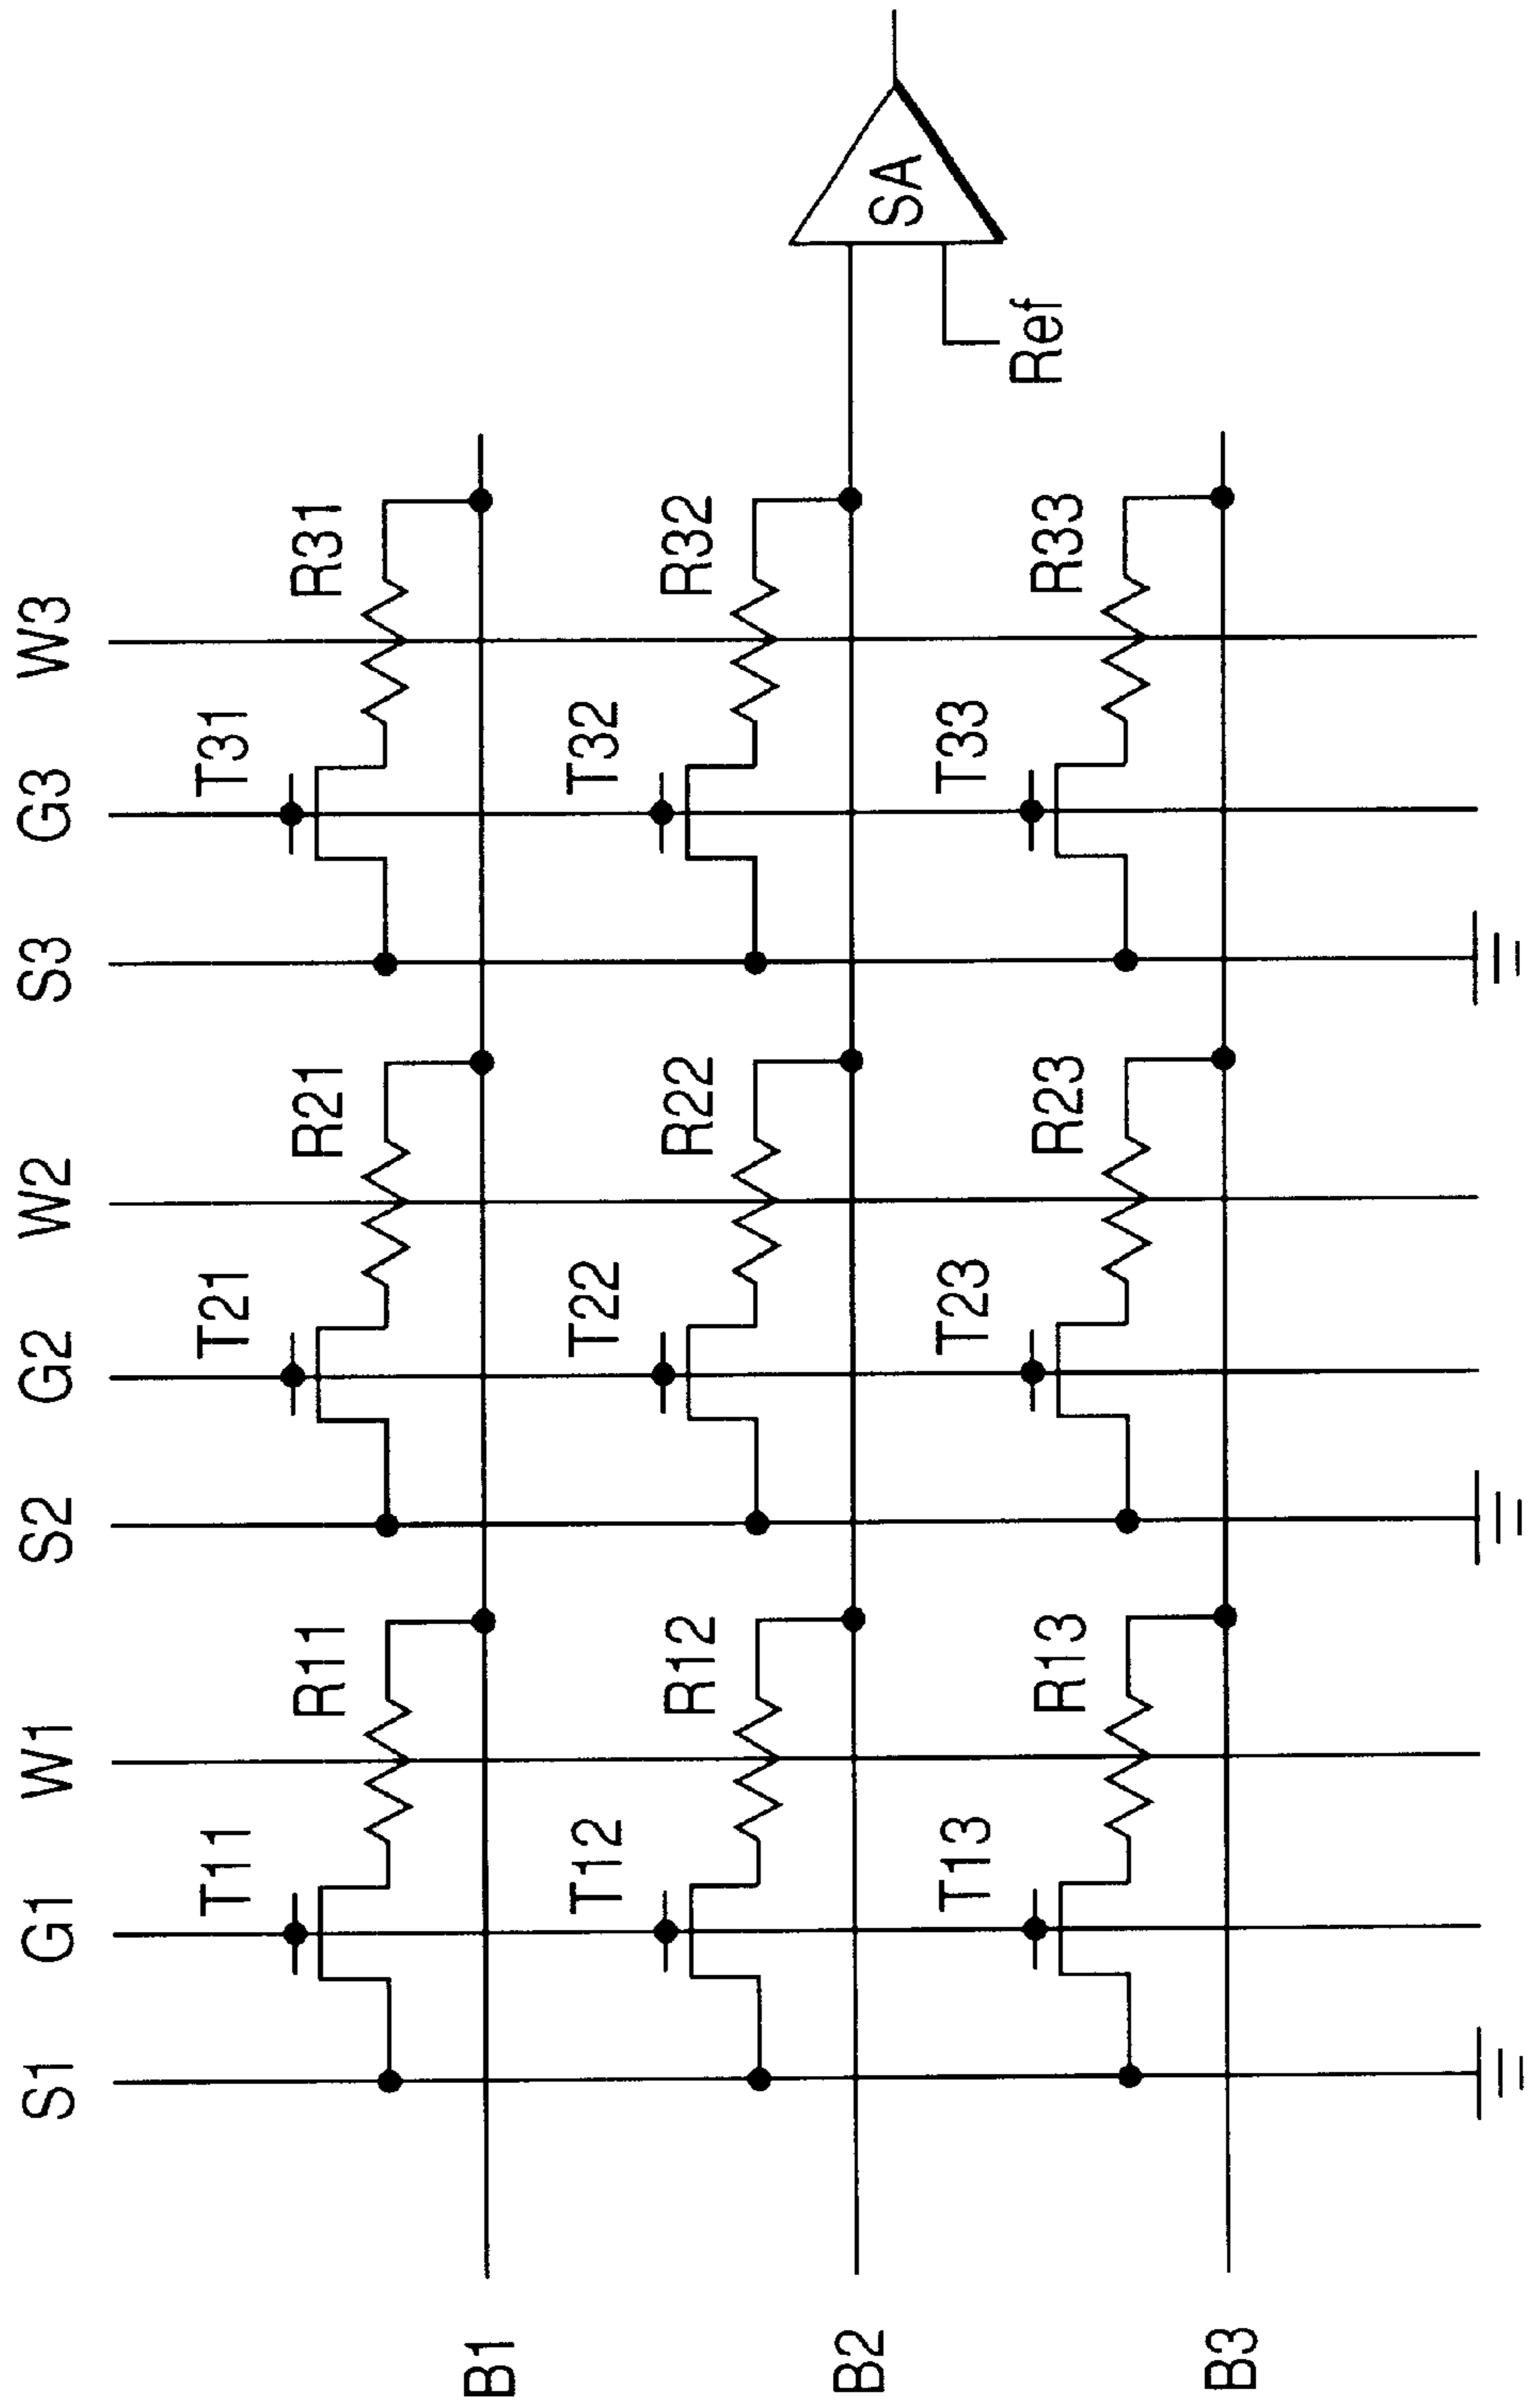 S1 G1 W1 S2 G2 W2 S3 G3 W3
T11 T21 T31
R11 R21 R31
B1
T12 T22 T32
R12 R22 R32
B2
SA
T13 T23 T33
R13 R23 R33
Ref
B3